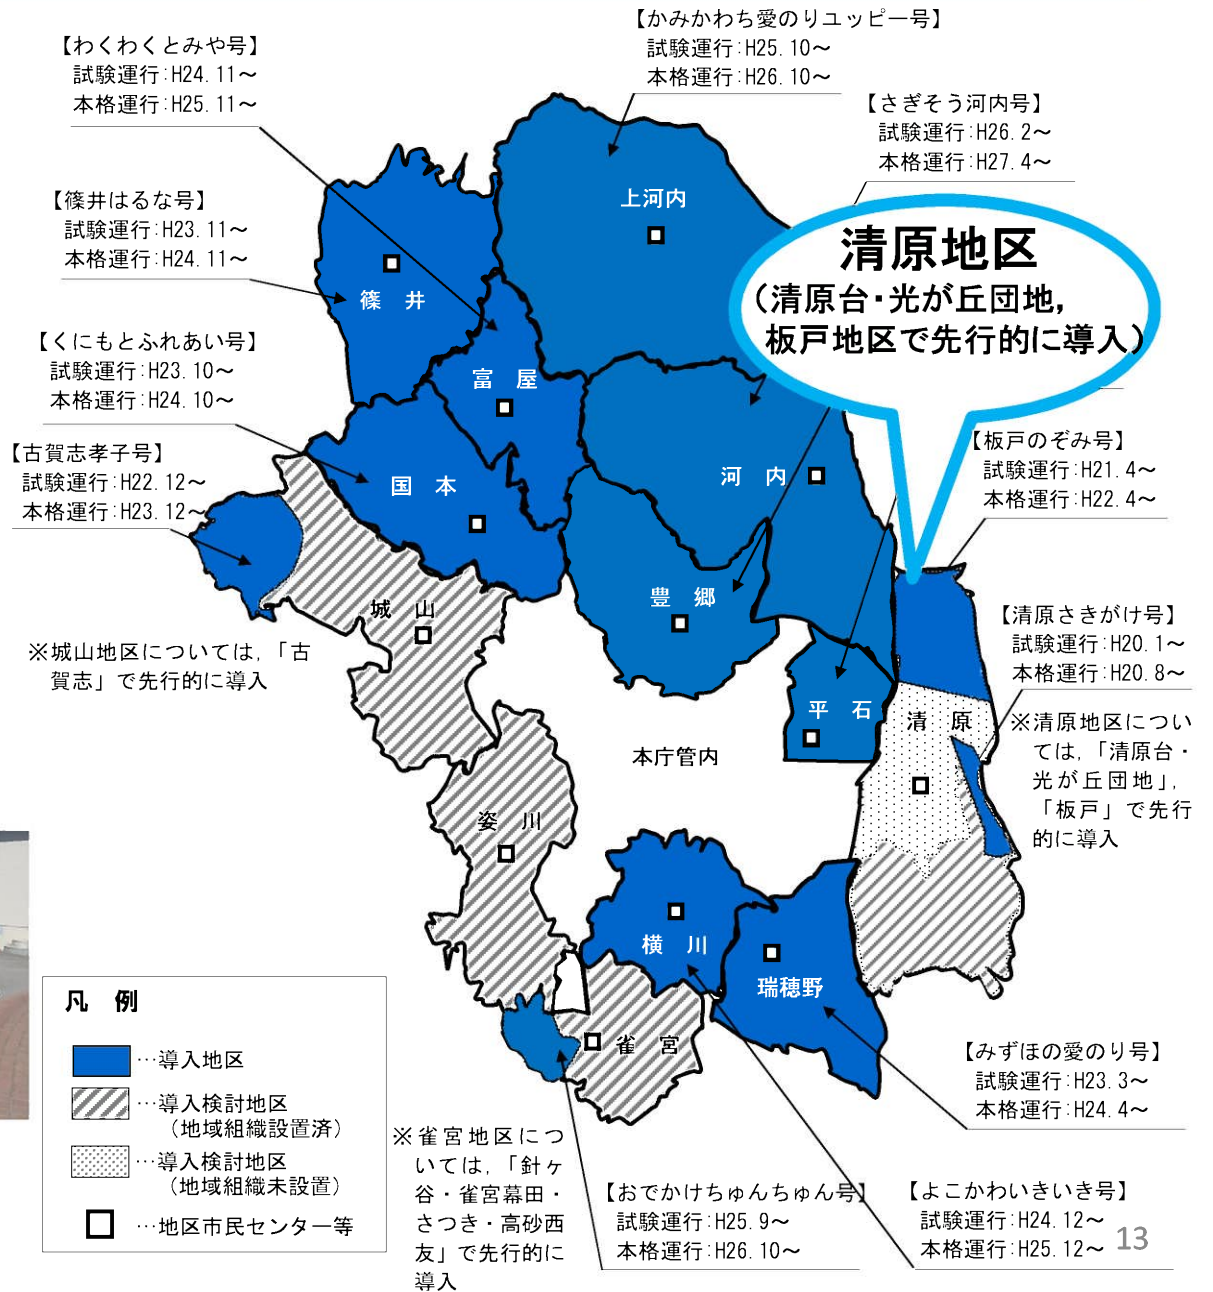 【かみかわち愛のりユッピー号】
試験運行:H25.10～
本格運行:H26.10～
【わくわくとみや号】
試験運行:H24.11～
本格運行:H25.11～
【さぎそう河内号】
試験運行:H26.2～
本格運行:H27.4～
【篠井はるな号】
試験運行:H23.11～
本格運行:H24.11～
清原地区
(清原台・光が丘団地,
板戸地区で先行的に導入)
【くにもとふれあい号】
試験運行:H23.10～
本格運行:H24.10～
【古賀志孝子号】
試験運行:H22.12～
本格運行:H23.12～
【板戸のぞみ号】
試験運行:H21.4～
本格運行:H22.4～
上河内
篠 井
富 屋
国 本
河 内
豊 郷
城 山
平 石
清 原
本庁管内
姿 川
横 川
瑞穂野
雀 宮
※城山地区については,「古
賀志」で先行的に導入
【清原さきがけ号】
試験運行:H20.1～
本格運行:H20.8～
※清原地区につい
ては,「清原台・
光が丘団地」,
「板戸」で先行
的に導入
凡 例
…導入地区
…導入検討地区
(地域組織設置済)
…導入検討地区
(地域組織未設置)
…地区市民センター等
※雀宮地区につ
いては,「針ヶ
谷・雀宮幕田・
さつき・高砂西
友」で先行的に
導入
【みずほの愛のり号】
試験運行:H23.3～
本格運行:H24.4～
【おでかけちゅんちゅん号】
試験運行:H25.9～
本格運行:H26.10～
【よこかわいきいき号】
試験運行:H24.12～
本格運行:H25.12～
13